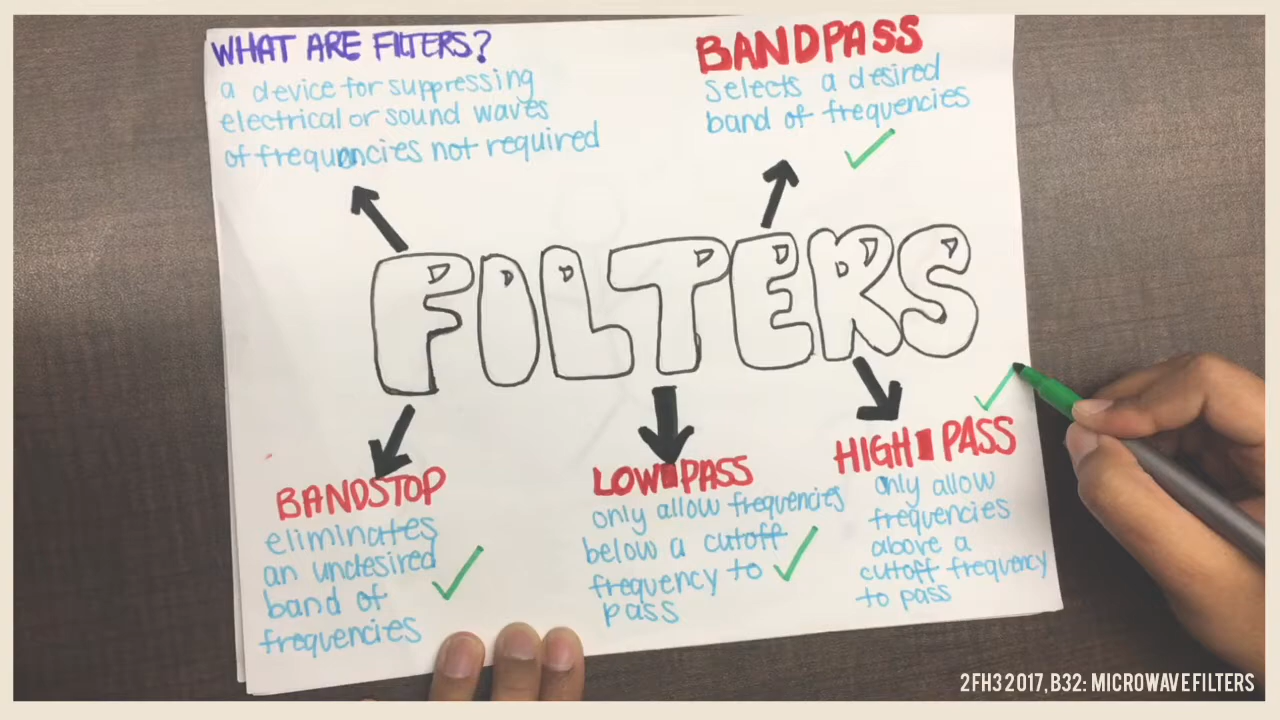 WHAT ARE FILTERS?
a device for suppressing
electrical or sound waves
of frequencies not required
BANDPASS
selects a desired
band of frequencies
FILTERS
BANDSTOP
eliminates
an undesired
band of
frequencies
LOW PASS
only allow frequencies
below a cutoff
frequency to
pass
HIGH PASS
only allow
frequencies
above a
cutoff frequency
to pass
2FH3 2017, B32: MICROWAVE FILTERS